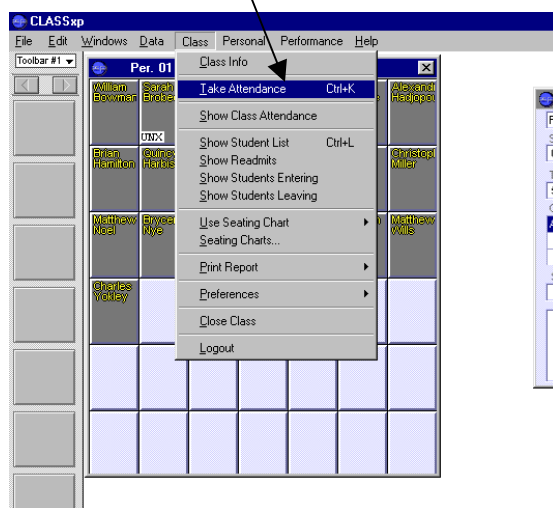 CLASSxp
File Edit Windows Data Class Personal Performance Help
Toolbar #1
Per. 01
Class Info
Take Attendance Ctrl+K
Show Class Attendance
Show Student List Ctrl+L
Show Readmits
Show Students Entering
Show Students Leaving
Use Seating Chart
Seating Charts...
Print Report
Preferences
Close Class
Logout
William Sarah
UNX
Brian Quincy
Hamilton
Miller
Matthew Bryce Matthew
Noel Nye Wills
Charles
Yokley